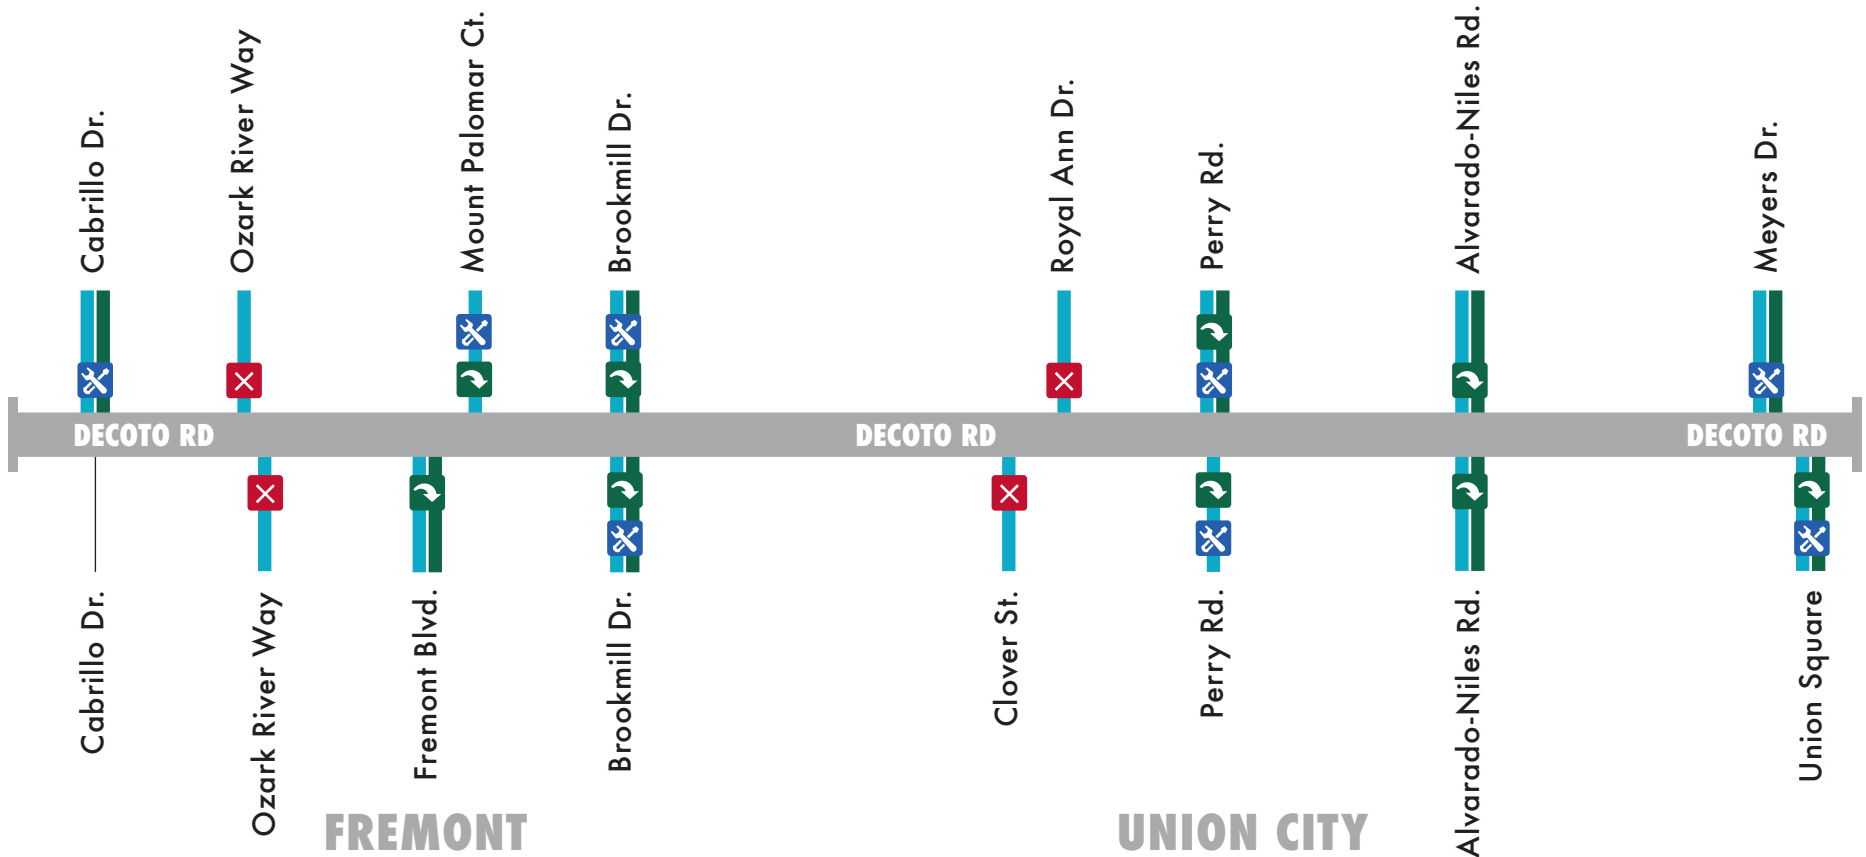 Cabrillo Dr.
Ozark River Way
Mount Palomar Ct.
Brookmill Dr.
Royal Ann Dr.
Perry Rd.
Alvarado-Niles Rd.
Meyers Dr.
DECOTO RD
DECOTO RD
DECOTO RD
Cabrillo Dr.
Ozark River Way
Fremont Blvd.
Brookmill Dr.
Clover St.
Perry Rd.
Alvarado-Niles Rd.
Union Square
FREMONT
UNION CITY